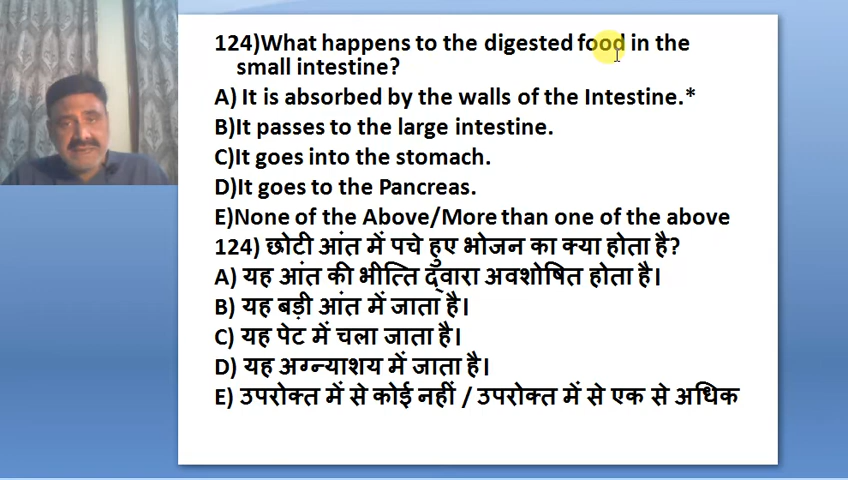 124)What happens to the digested food in the
small intestine?
A) It is absorbed by the walls of the Intestine.*
B)It passes to the large intestine.
C)It goes into the stomach.
D)It goes to the Pancreas.
E)None of the Above/More than one of the above
124) छोटी आंत में पचे हुए भोजन का क्या होता है?
A) यह आंत की भीत्ति द्वारा अवशोषित होता है।
B) यह बड़ी आंत में जाता है।
C) यह पेट में चला जाता है।
D) यह अग्न्याशय में जाता है।
E) उपरोक्त में से कोई नहीं / उपरोक्त में से एक से अधिक